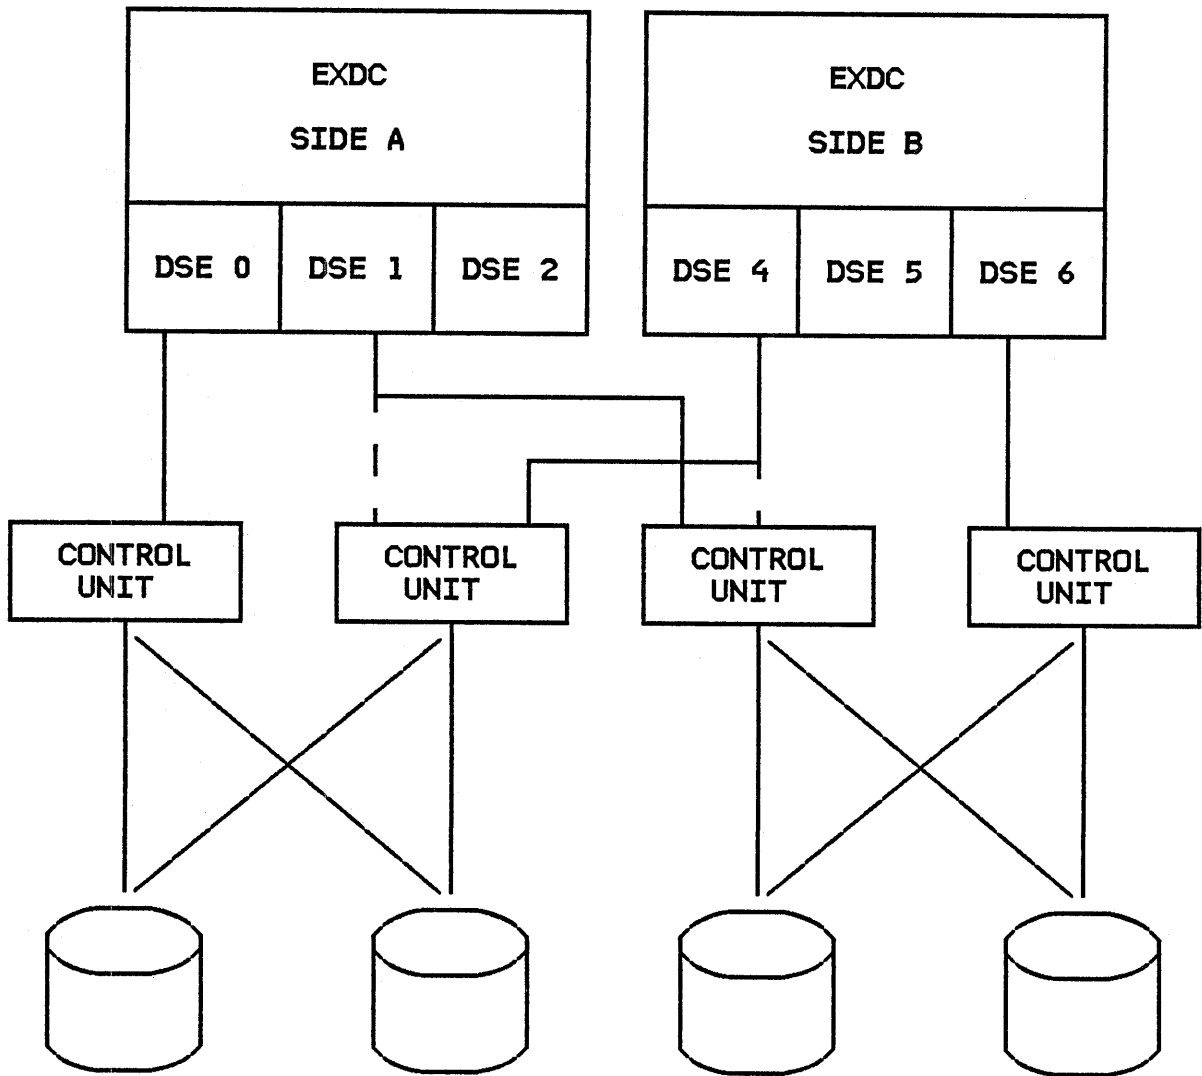 EXDC
SIDE A
EXDC
SIDE B
DSE 0
DSE 1
DSE 2
DSE 4
DSE 5
DSE 6
CONTROL
UNIT
CONTROL
UNIT
CONTROL
UNIT
CONTROL
UNIT